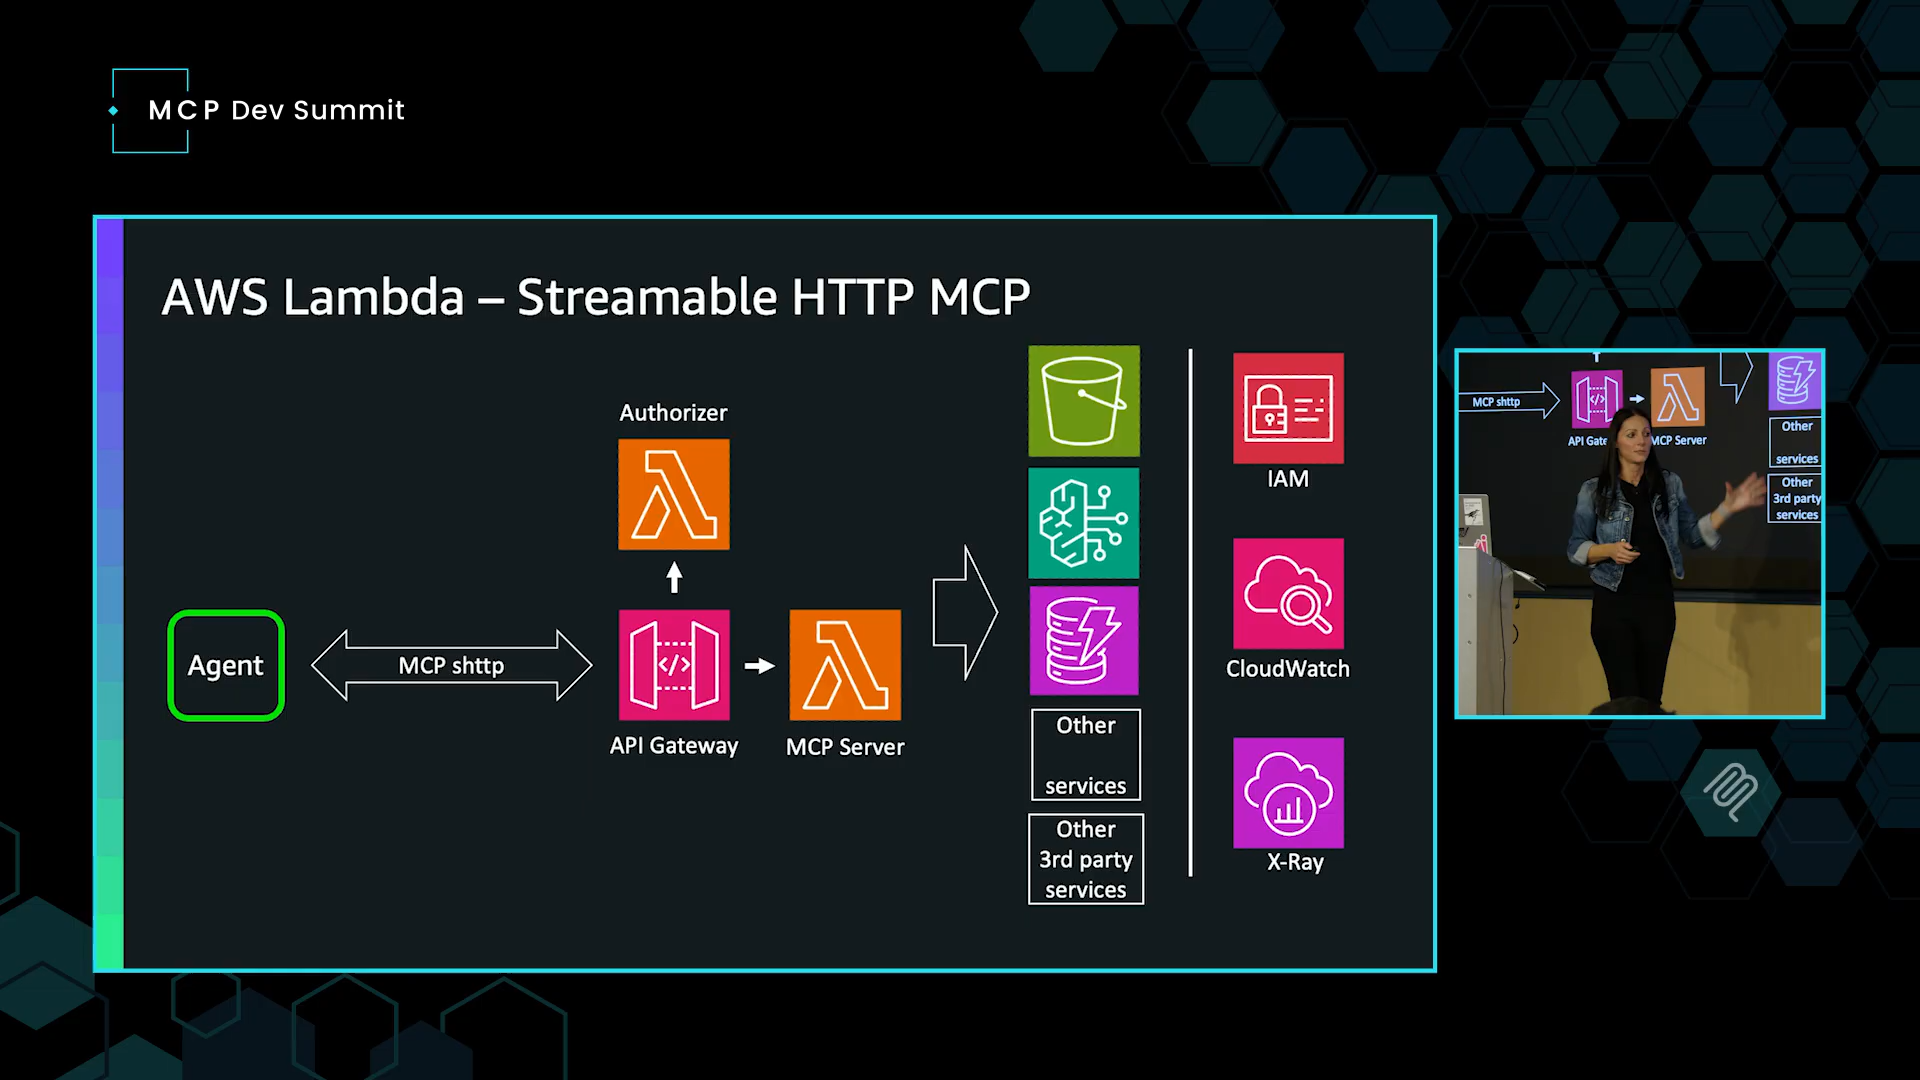 MCP Dev Summit
AWS Lambda – Streamable HTTP MCP
Authorizer
Agent
MCP shttp
</>
API Gateway
MCP Server
Other
services
Other
3rd party
services
IAM
CloudWatch
X-Ray
MCP shttp
</>
API Gate
MCP Server
Other
services
Other
3rd party
services